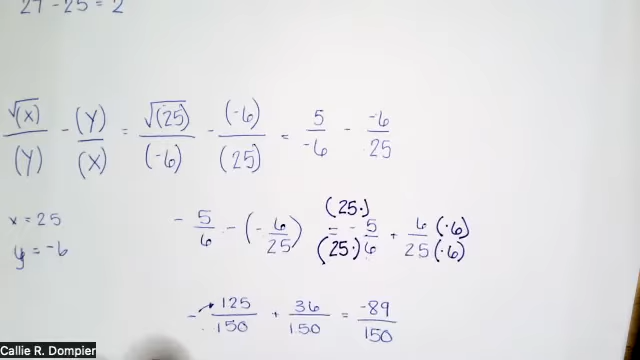 27 - 25 = 2
√(x)/(Y) - (Y)/(X) = √(25)/(-6) - (-6)/(25) = 5/-6 - -6/25
x = 25
y = -6
- 5/6 - (- 6/25) = (25·)/(25·) - 5/6 + 6/25 (·6)/(·6)
- 125/150 + 36/150 = -89/150
Callie R. Dompier